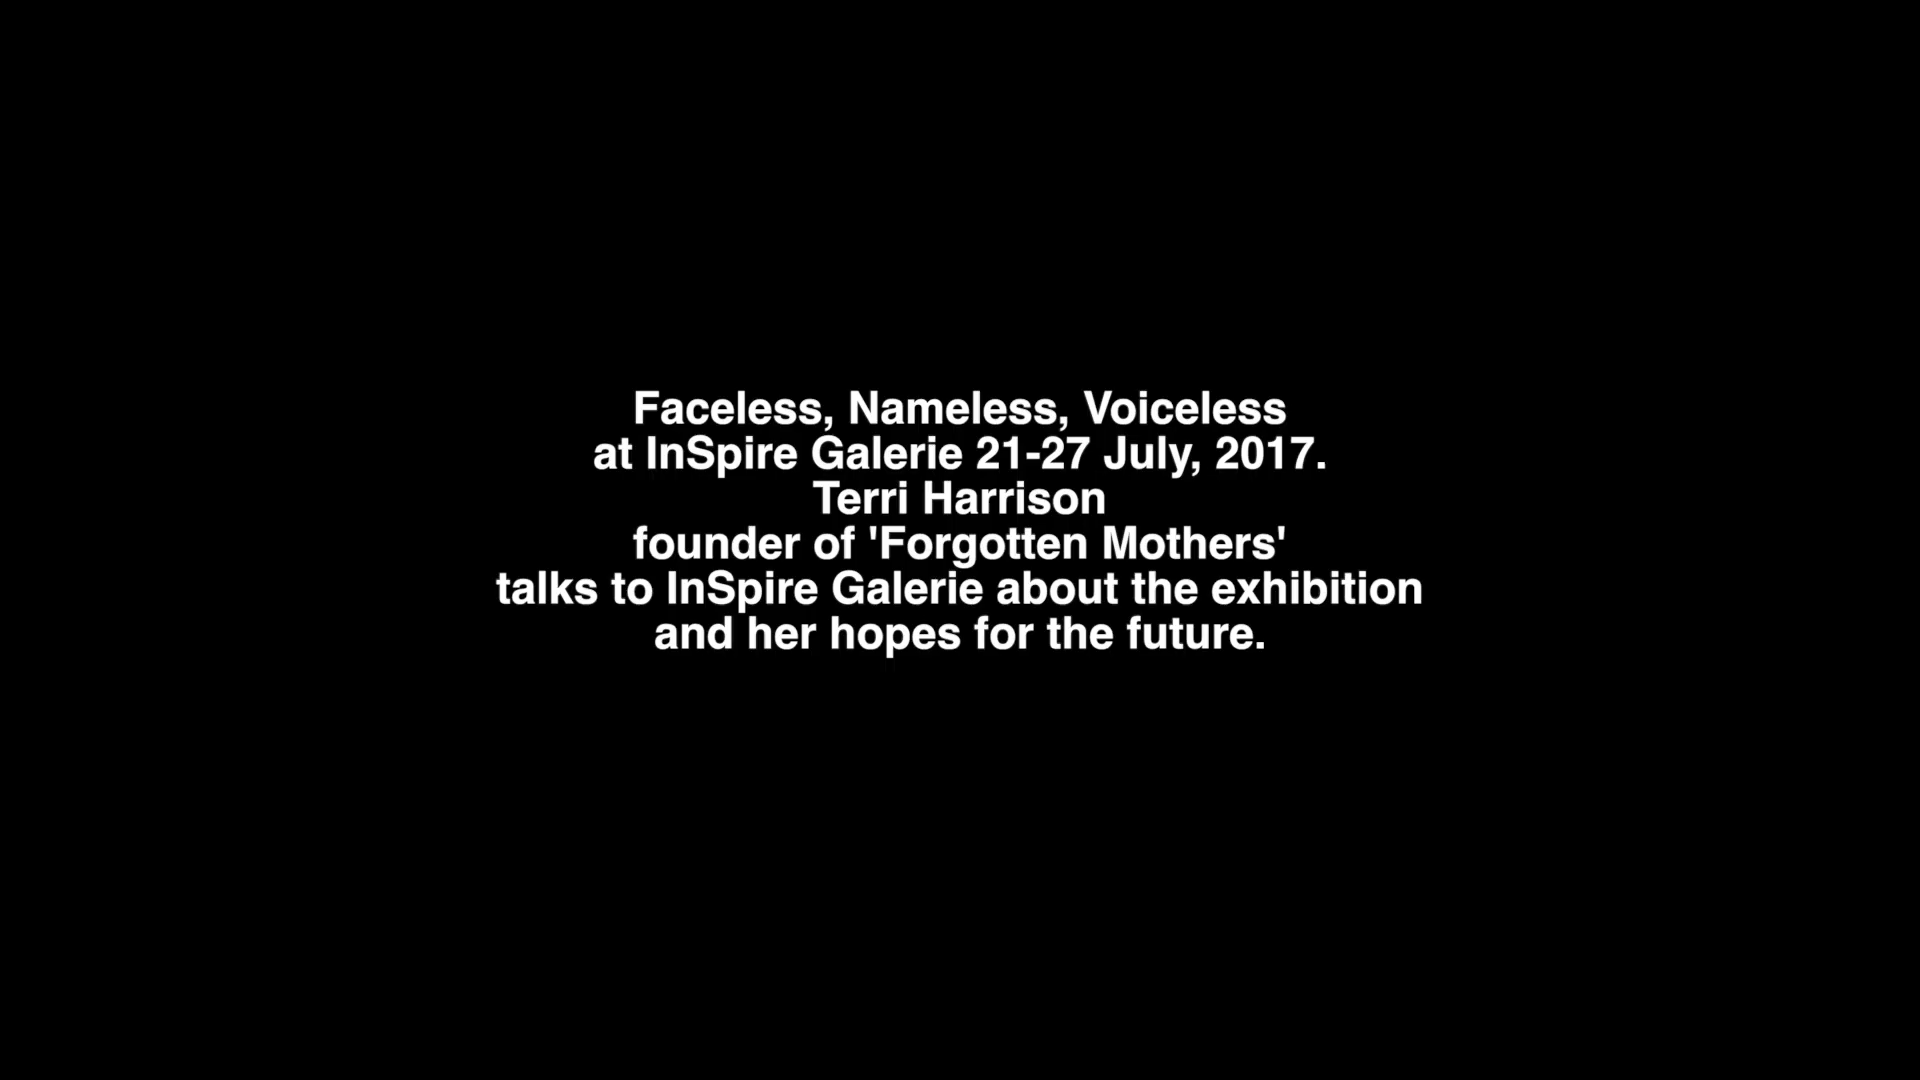 Faceless, Nameless, Voiceless
at InSpire Galerie 21-27 July, 2017.
Terri Harrison
founder of 'Forgotten Mothers'
talks to InSpire Galerie about the exhibition
and her hopes for the future.